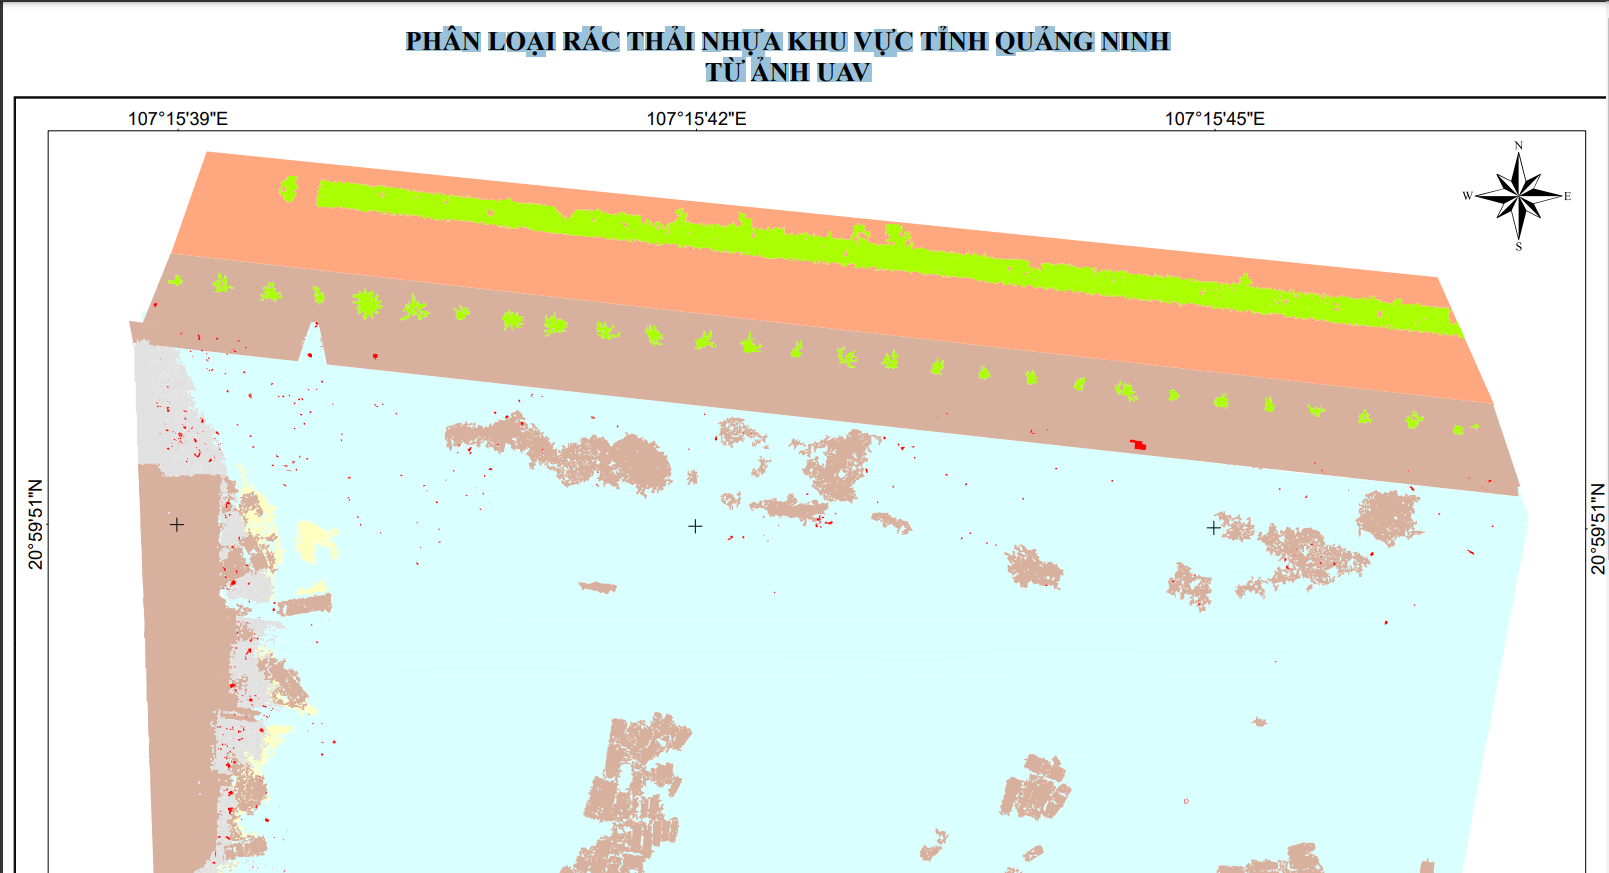 PHÂN LOẠI RÁC THẢI NHỰA KHU VỰC TỈNH QUẢNG NINH
TỪ ẢNH UAV
107°15'39"E
107°15'42"E
107°15'45"E
N
W
E
S
20°59'51"N
20°59'51"N